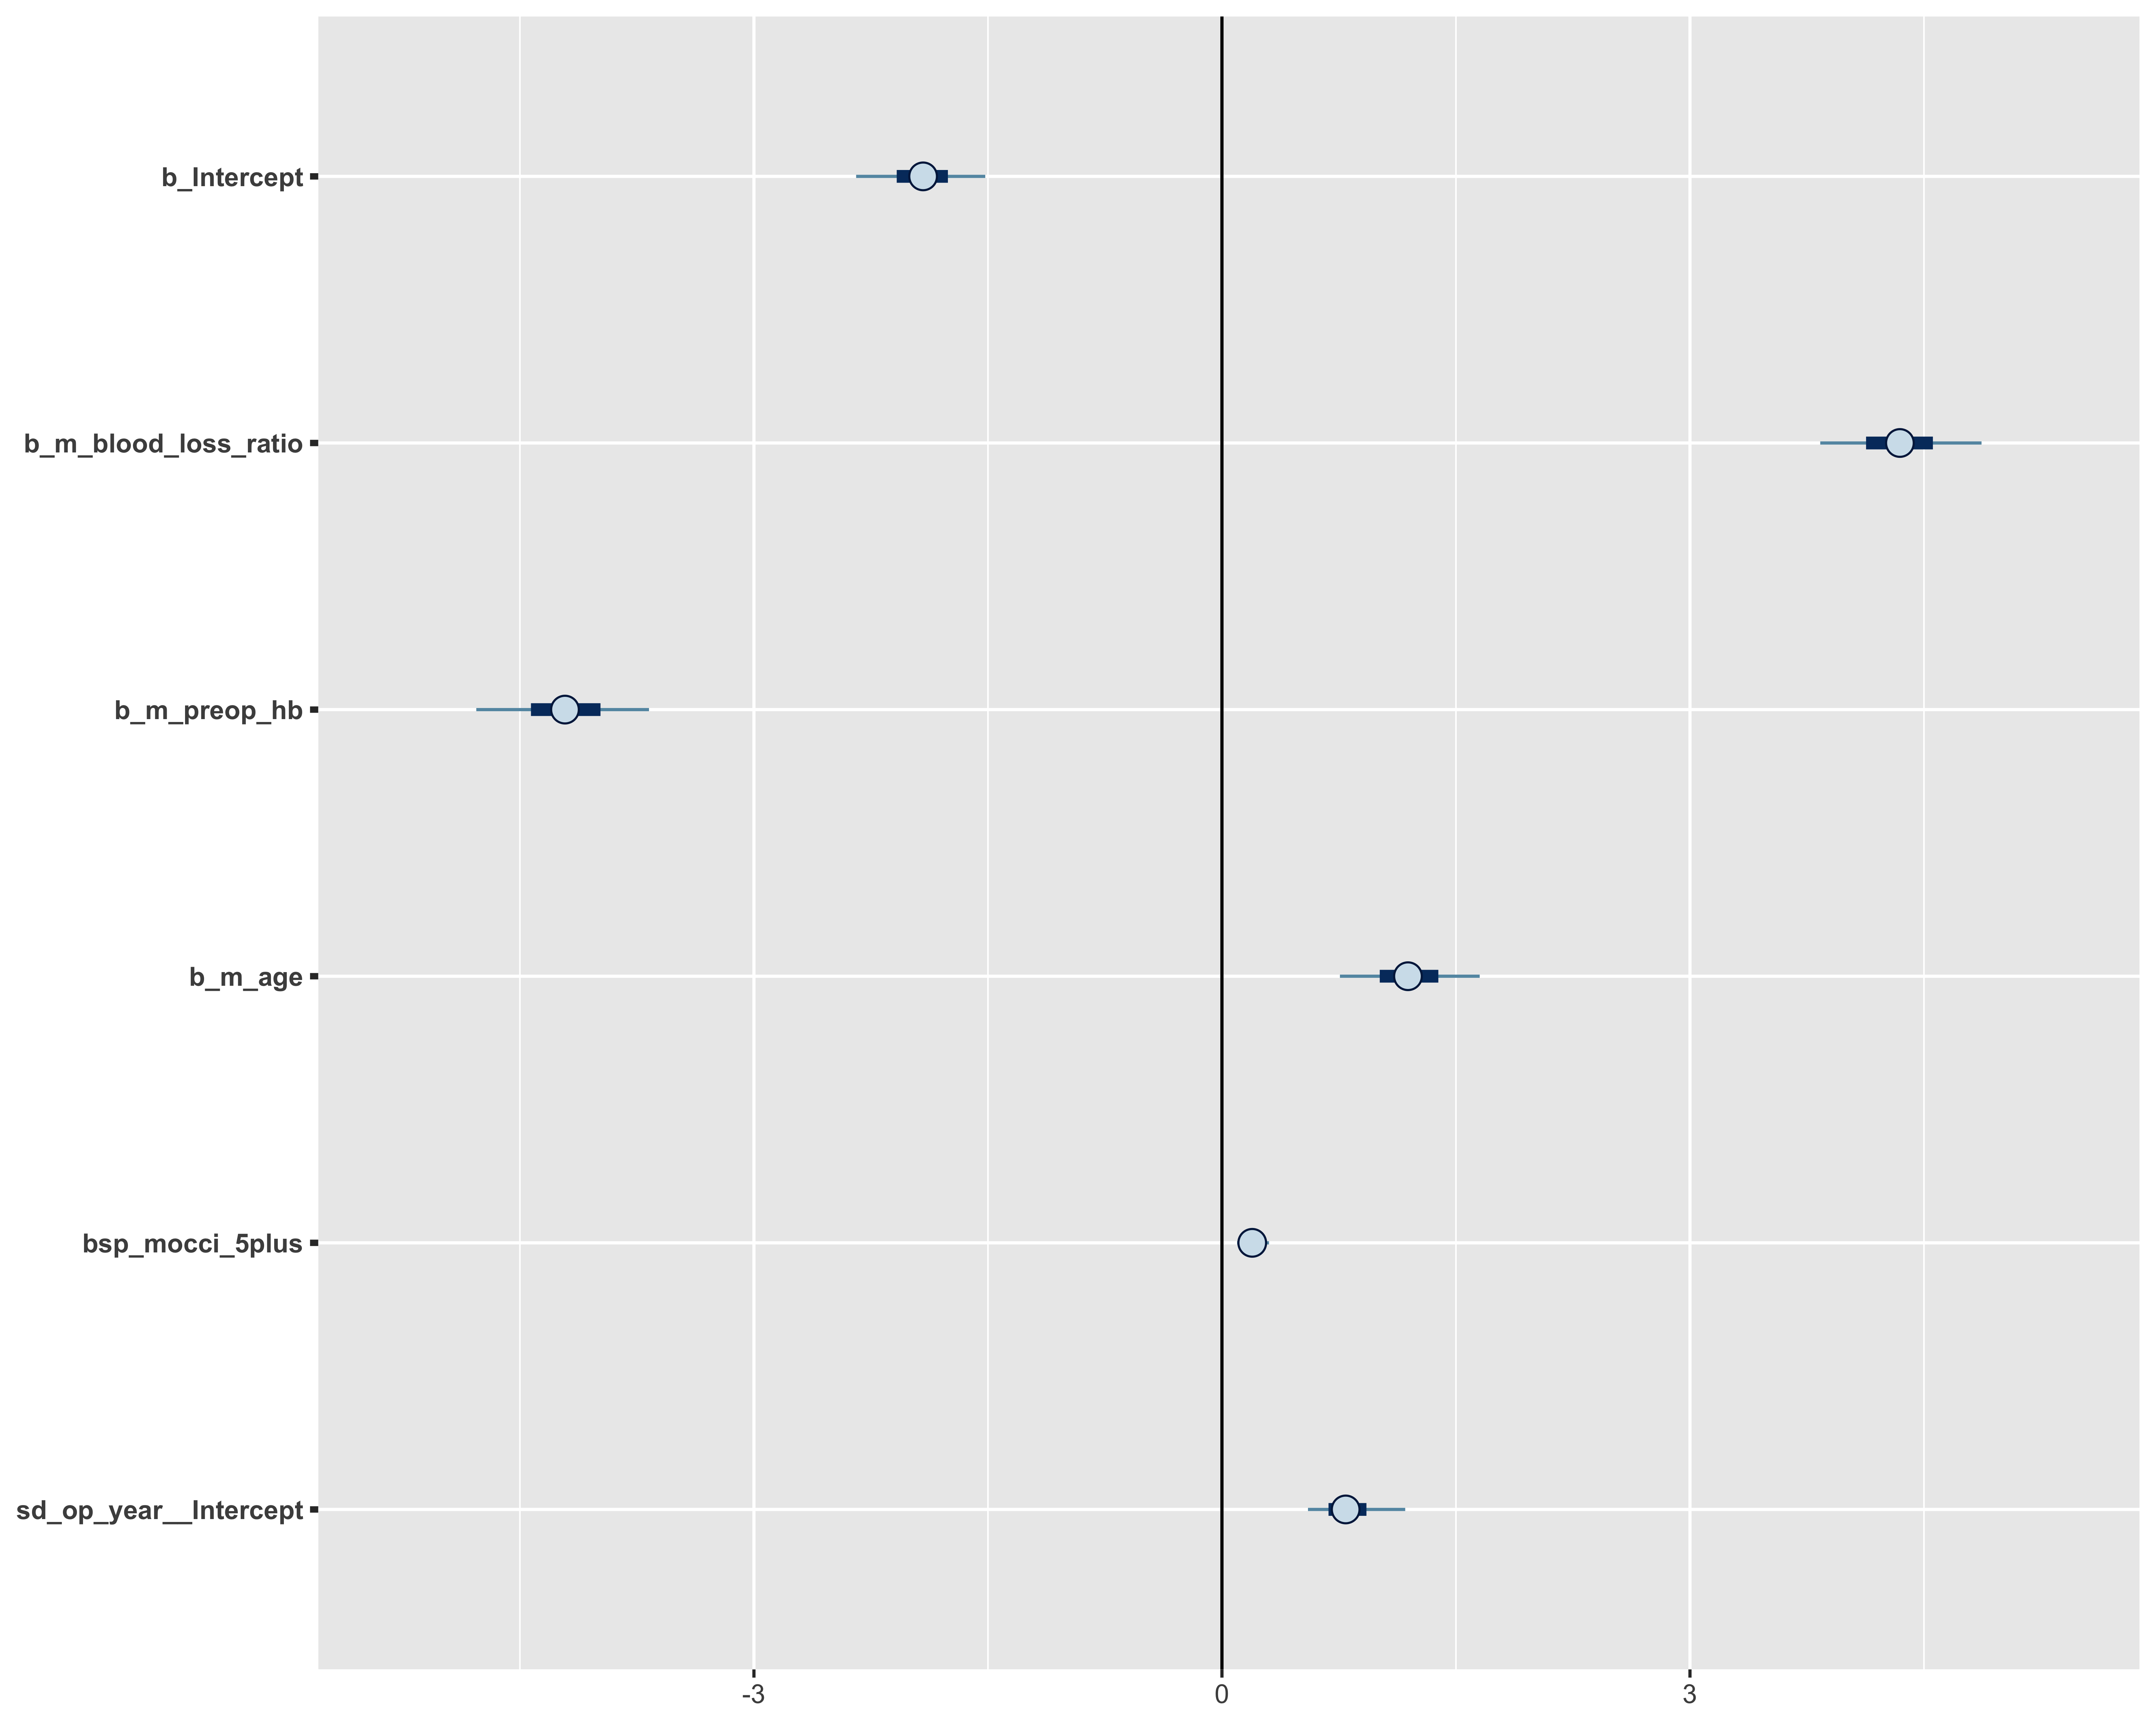 b_Intercept
b_m_blood_loss_ratio
b_m_preop_hb
b_m_age
bsp_mocci_5plus
sd_op_year__Intercept
-3 0 3